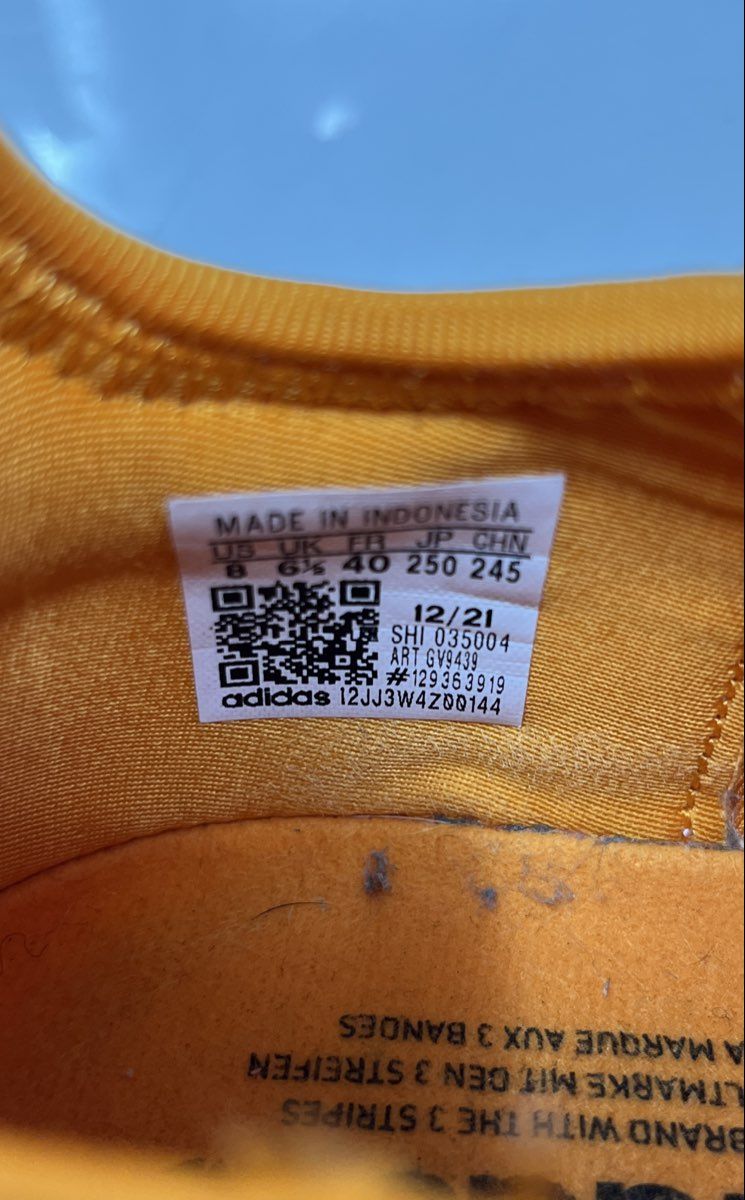 MADE IN INDONESIA
US UK FR JP CHN
8 6½ 40 250 245
12/21
SHI 035004
ART GV9439
#129363919
adidas 12JJ3W4Z00144
BRAND WITH THE 3 STRIPES
LTMARKE MIT DEN 3 STREIFEN
A MARQUE AUX 3 BANDES